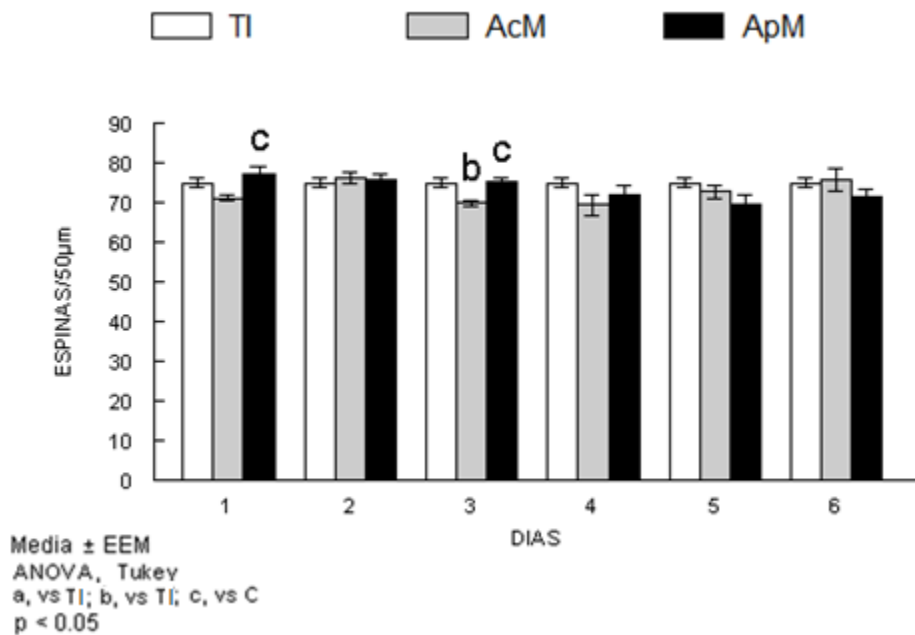 TI AcM ApM
90
80
70
60
50
40
30
20
10
0
ESPINAS/50µm
c
b c
1 2 3 4 5 6
DIAS
Media ± EEM
ANOVA, Tukey
a, vs TI; b, vs TI; c, vs C
p < 0.05